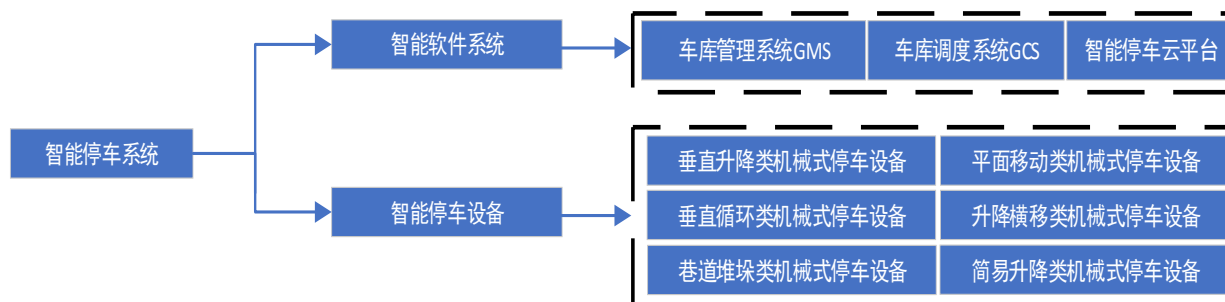 智能软件系统
车库管理系统GMS
车库调度系统GCS
智能停车云平台
智能停车系统
智能停车设备
垂直升降类机械式停车设备
平面移动类机械式停车设备
垂直循环类机械式停车设备
升降横移类机械式停车设备
巷道堆垛类机械式停车设备
简易升降类机械式停车设备